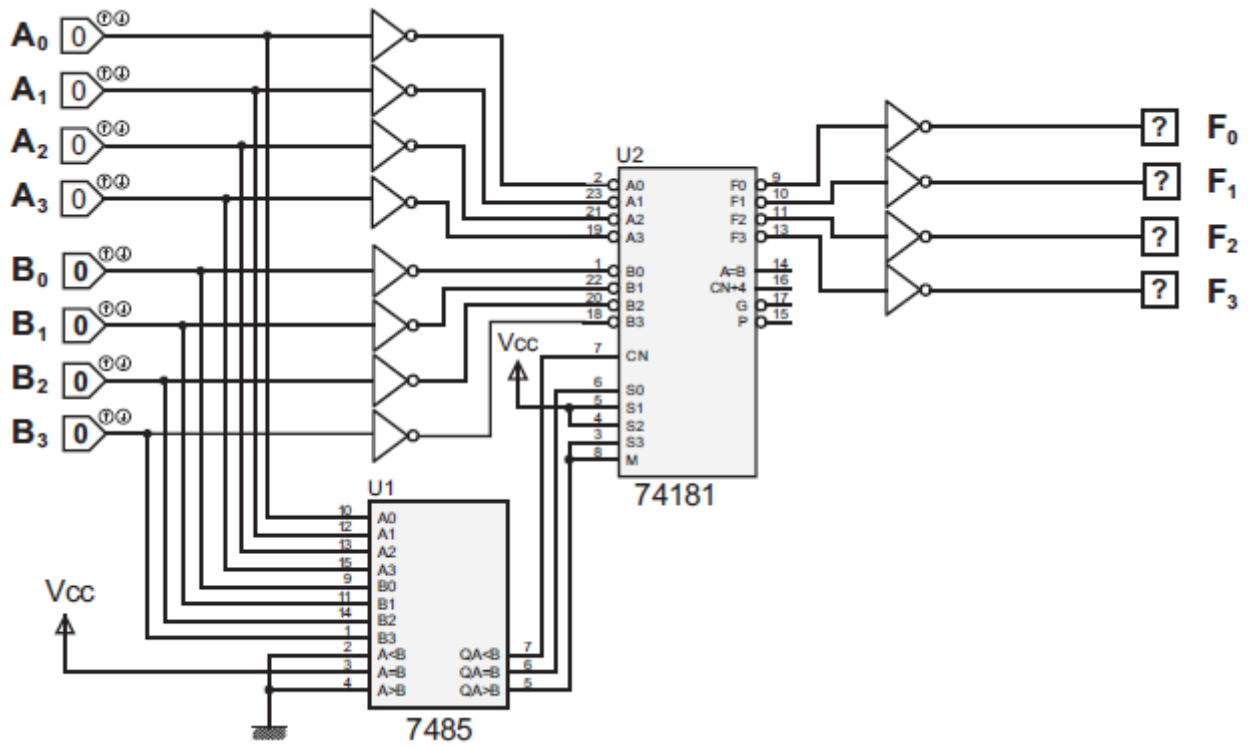 A₀ 0
A₁ 0
A₂ 0
A₃ 0
B₀ 0
B₁ 0
B₂ 0
B₃ 0
U2
2 A0 F0 9
23 A1 F1 10
21 A2 F2 11
19 A3 F3 13
1 B0 A=B 14
22 B1 CN+4 16
20 B2 G 17
18 B3 P 15
Vcc
7 CN
6 S0
5 S1
4 S2
3 S3
8 M
74181
? F₀
? F₁
? F₂
? F₃
U1
10 A0
12 A1
13 A2
15 A3
9 B0
11 B1
14 B2
1 B3
2 A<B QA<B 7
3 A=B QA=B 6
4 A>B QA>B 5
Vcc
7485